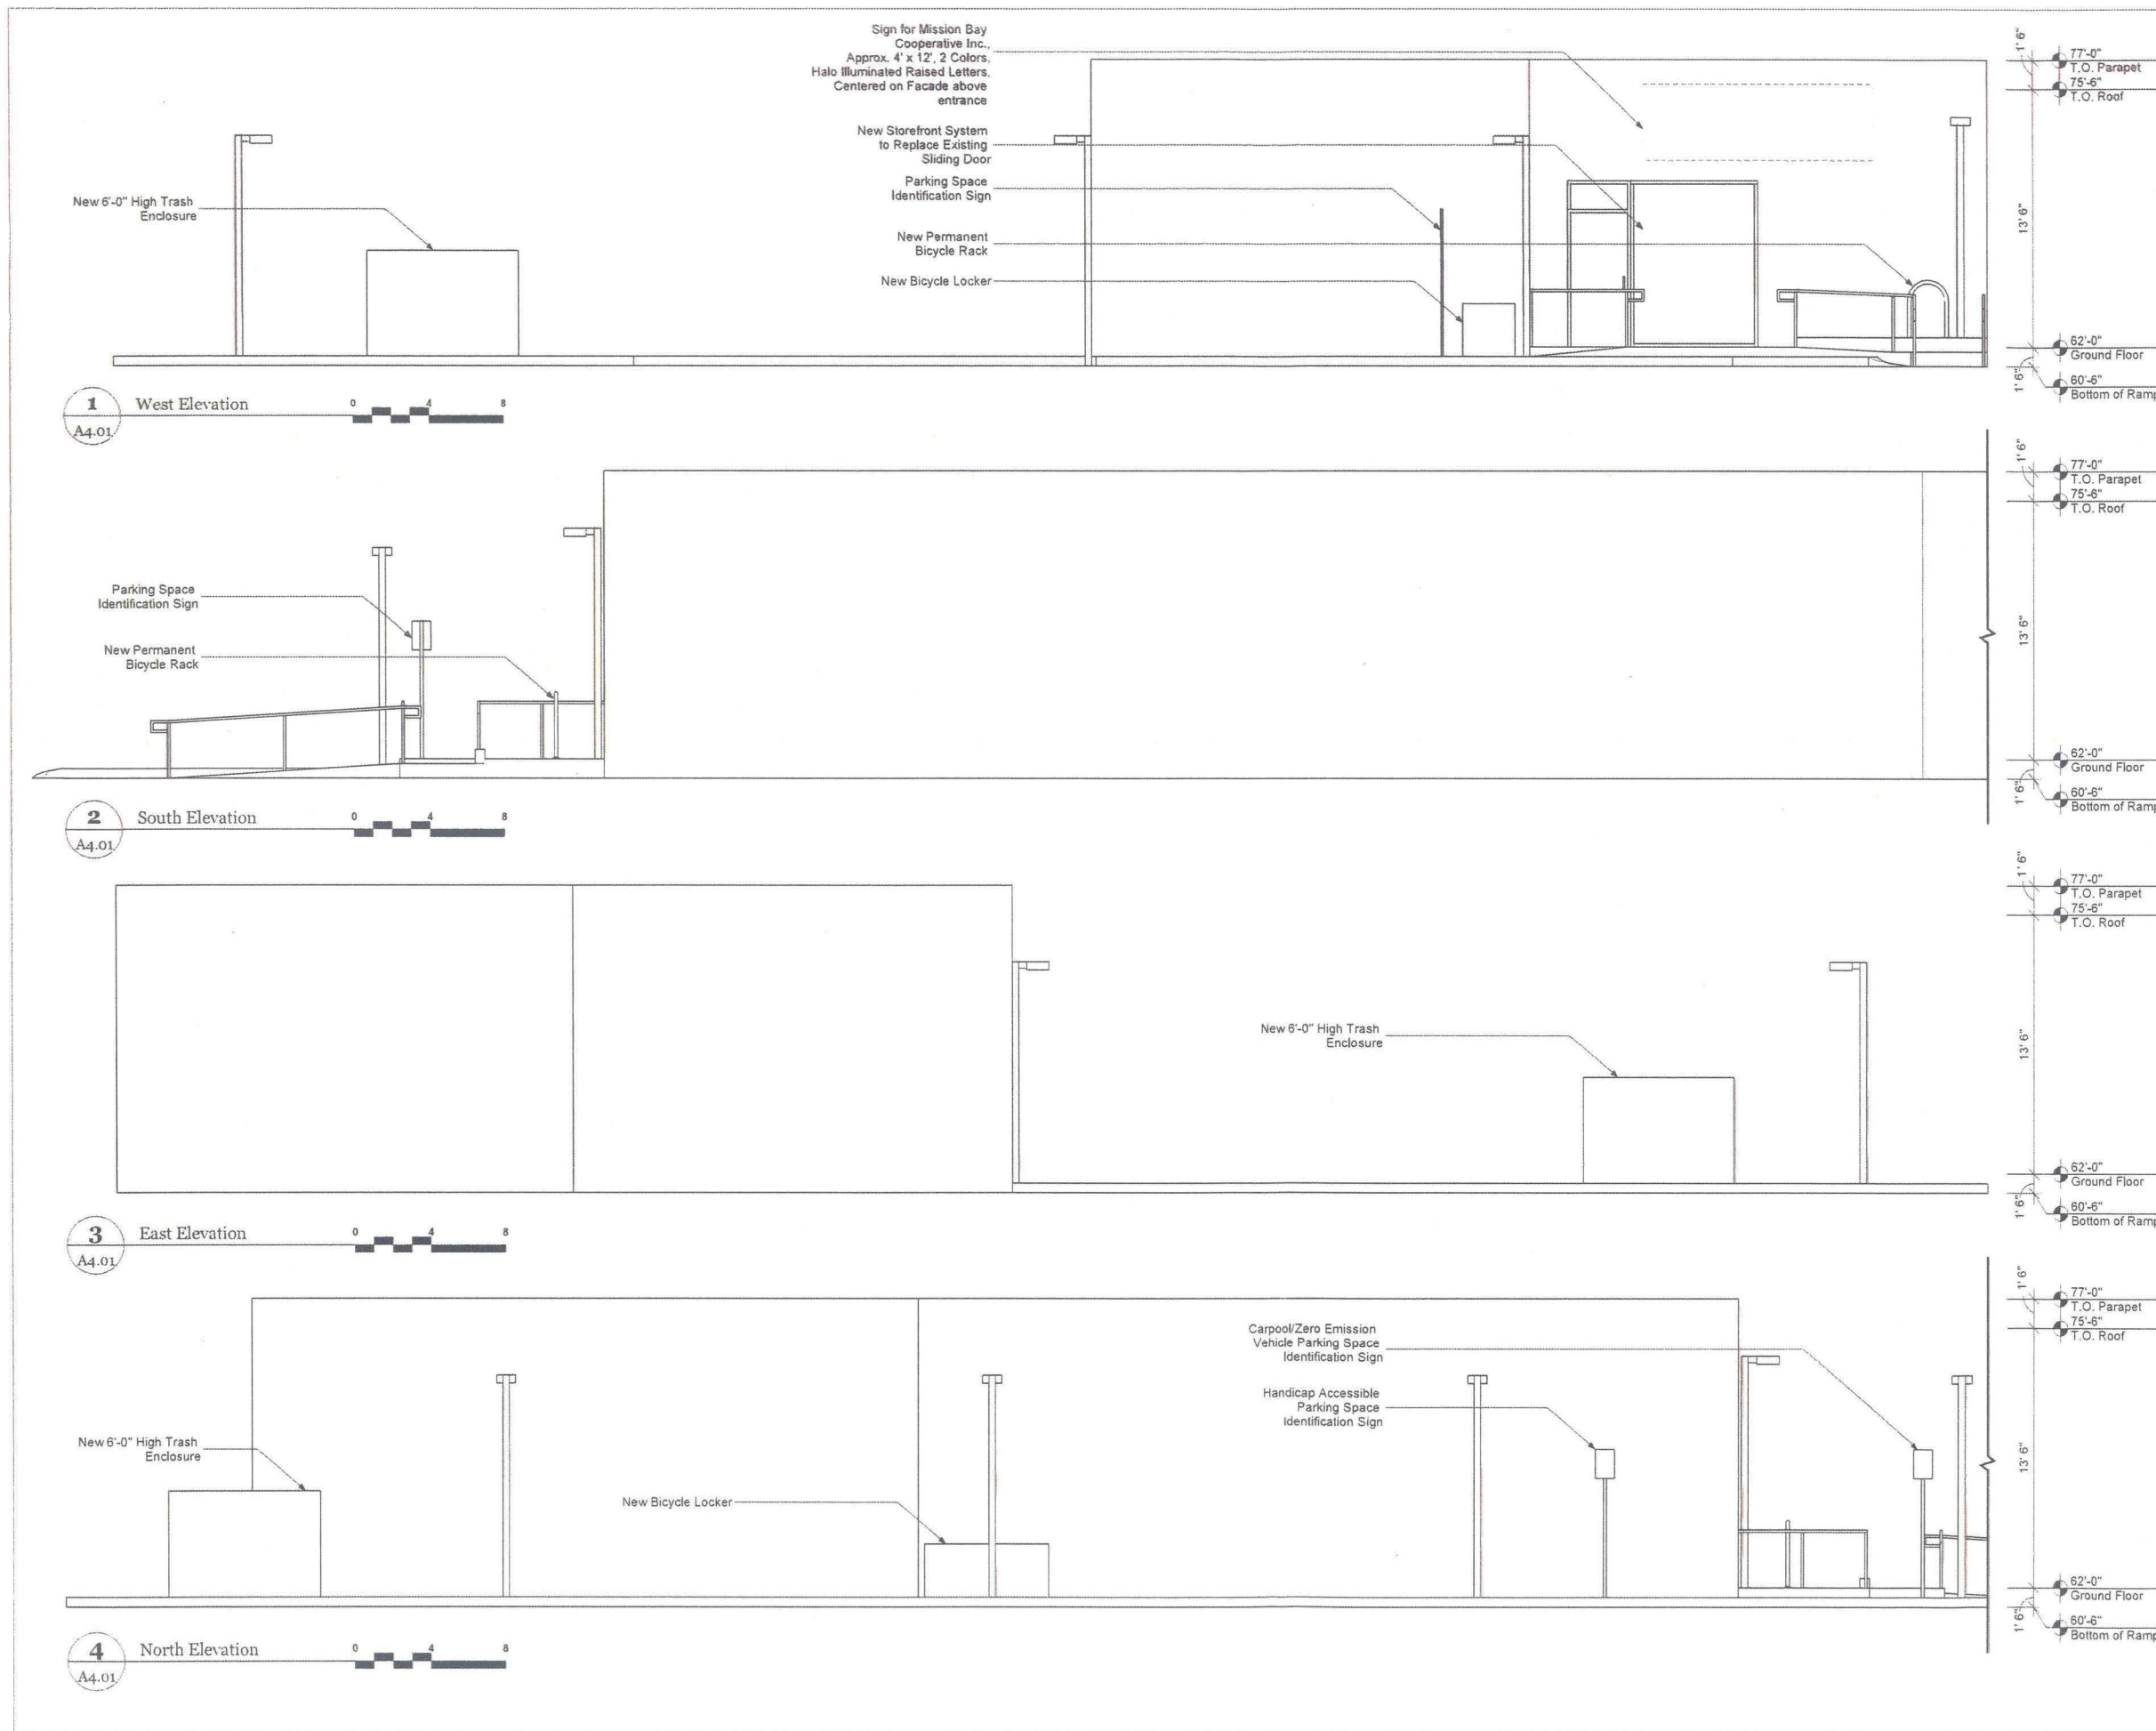 Sign for Mission Bay
Cooperative Inc.,
Approx. 4' x 12', 2 Colors,
Halo Illuminated Raised Letters,
Centered on Facade above
entrance
New Storefront System
to Replace Existing
Sliding Door
New 6'-0" High Trash
Enclosure
Parking Space
Identification Sign
New Permanent
Bicycle Rack
New Bicycle Locker
1' 6"
77'-0"
T.O. Parapet
75'-6"
T.O. Roof
13' 6"
62'-0"
Ground Floor
1' 6"
60'-6"
Bottom of Ramp
1
A4.01
West Elevation
0 4 8
Parking Space
Identification Sign
New Permanent
Bicycle Rack
1' 6"
77'-0"
T.O. Parapet
75'-6"
T.O. Roof
13' 6"
62'-0"
Ground Floor
1' 6"
60'-6"
Bottom of Ramp
2
A4.01
South Elevation
0 4 8
New 6'-0" High Trash
Enclosure
1' 6"
77'-0"
T.O. Parapet
75'-6"
T.O. Roof
13' 6"
62'-0"
Ground Floor
1' 6"
60'-6"
Bottom of Ramp
3
A4.01
East Elevation
0 4 8
Carpool/Zero Emission
Vehicle Parking Space
Identification Sign
Handicap Accessible
Parking Space
Identification Sign
New 6'-0" High Trash
Enclosure
New Bicycle Locker
1' 6"
77'-0"
T.O. Parapet
75'-6"
T.O. Roof
13' 6"
62'-0"
Ground Floor
1' 6"
60'-6"
Bottom of Ramp
4
A4.01
North Elevation
0 4 8